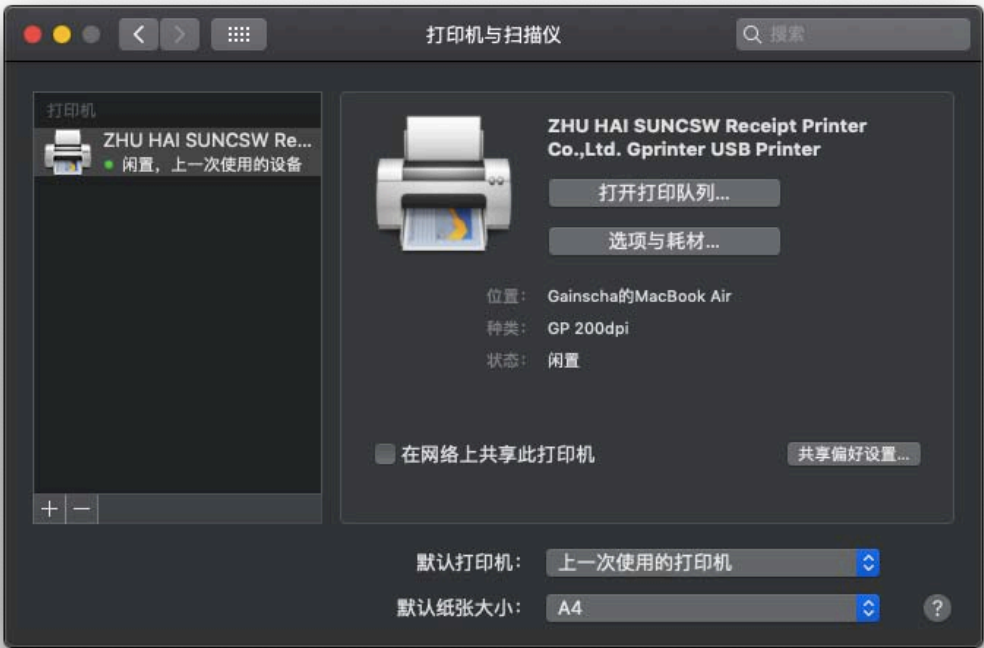 打印机与扫描仪
搜索
打印机
ZHU HAI SUNCSW Re...
闲置，上一次使用的设备
ZHU HAI SUNCSW Receipt Printer
Co.,Ltd. Gprinter USB Printer
打开打印队列...
选项与耗材...
位置： Gainscha的MacBook Air
种类： GP 200dpi
状态： 闲置
在网络上共享此打印机 共享偏好设置...
默认打印机： 上一次使用的打印机
默认纸张大小： A4
?